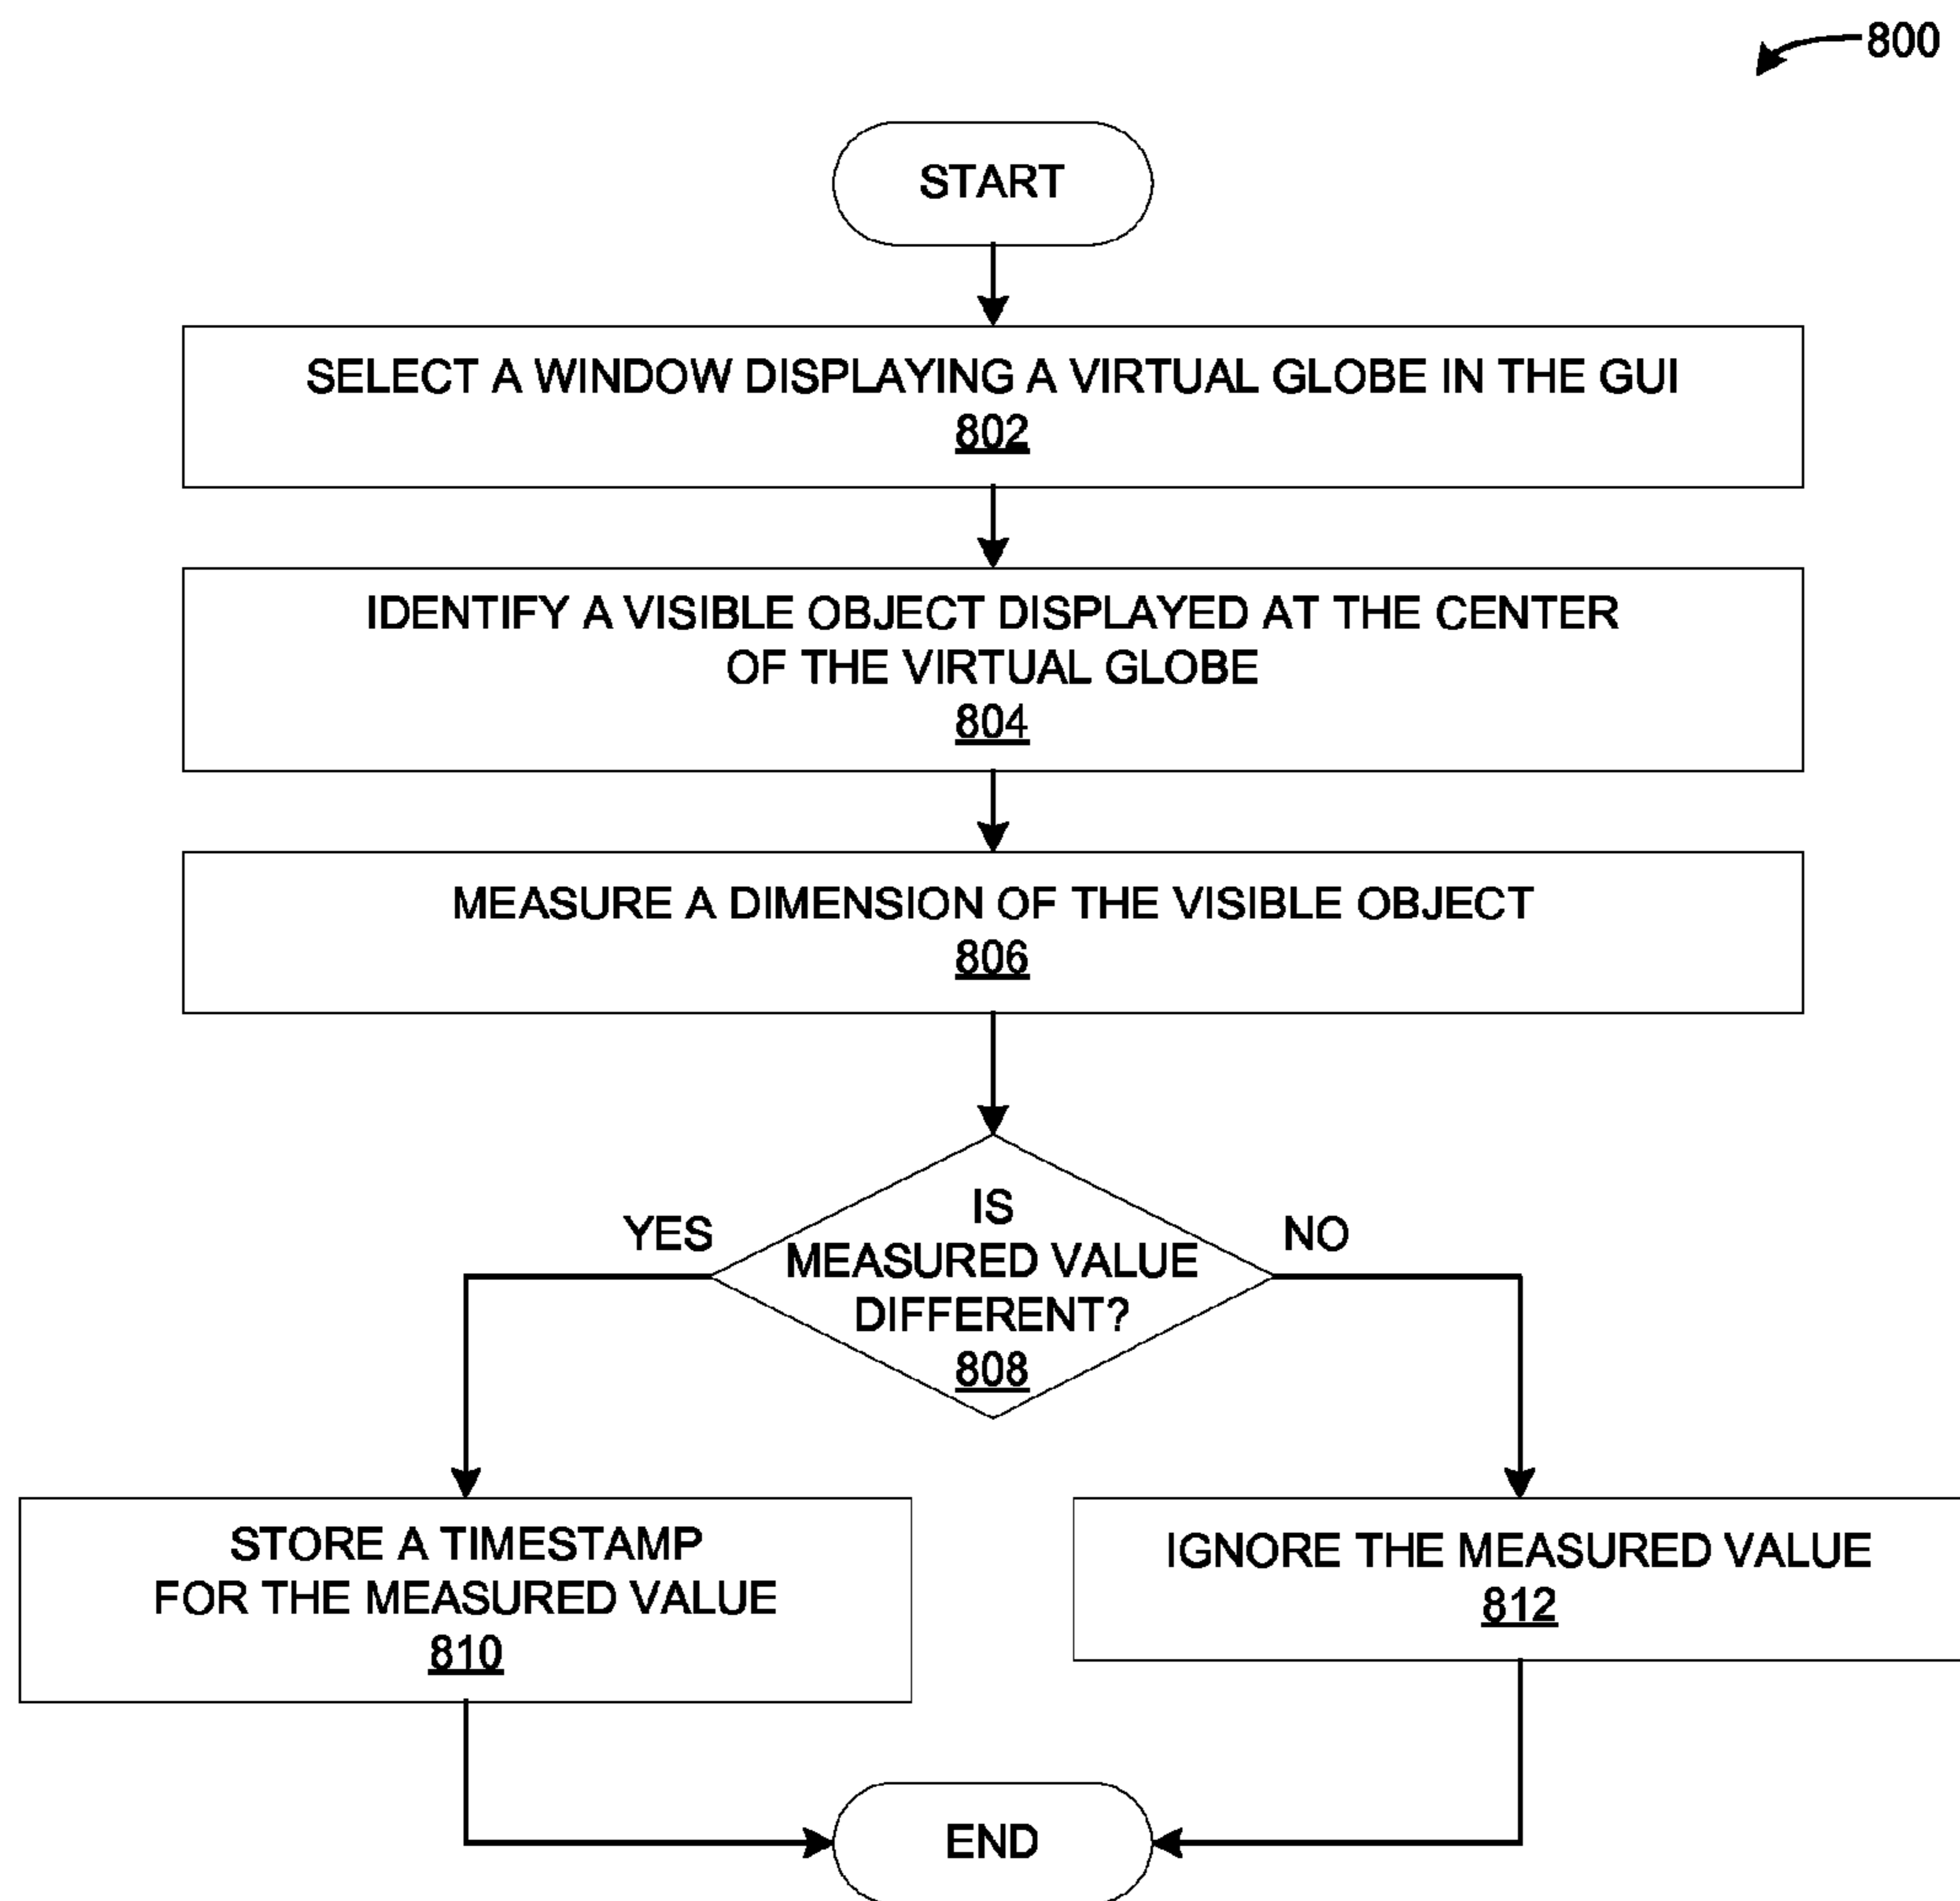 800
START
SELECT A WINDOW DISPLAYING A VIRTUAL GLOBE IN THE GUI
802
IDENTIFY A VISIBLE OBJECT DISPLAYED AT THE CENTER
OF THE VIRTUAL GLOBE
804
MEASURE A DIMENSION OF THE VISIBLE OBJECT
806
IS
MEASURED VALUE
DIFFERENT?
808
YES
NO
STORE A TIMESTAMP
FOR THE MEASURED VALUE
810
IGNORE THE MEASURED VALUE
812
END